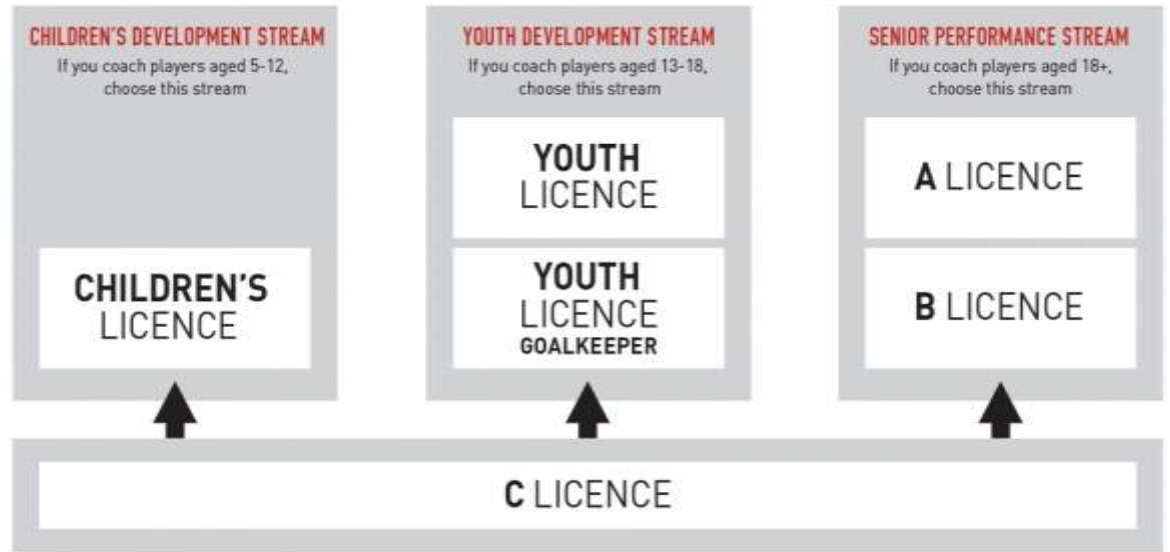 CHILDREN'S DEVELOPMENT STREAM
If you coach players aged 5-12,
choose this stream
CHILDREN'S
LICENCE
YOUTH DEVELOPMENT STREAM
If you coach players aged 13-18,
choose this stream
YOUTH
LICENCE
YOUTH
LICENCE
GOALKEEPER
SENIOR PERFORMANCE STREAM
If you coach players aged 18+,
choose this stream
A LICENCE
B LICENCE
C LICENCE